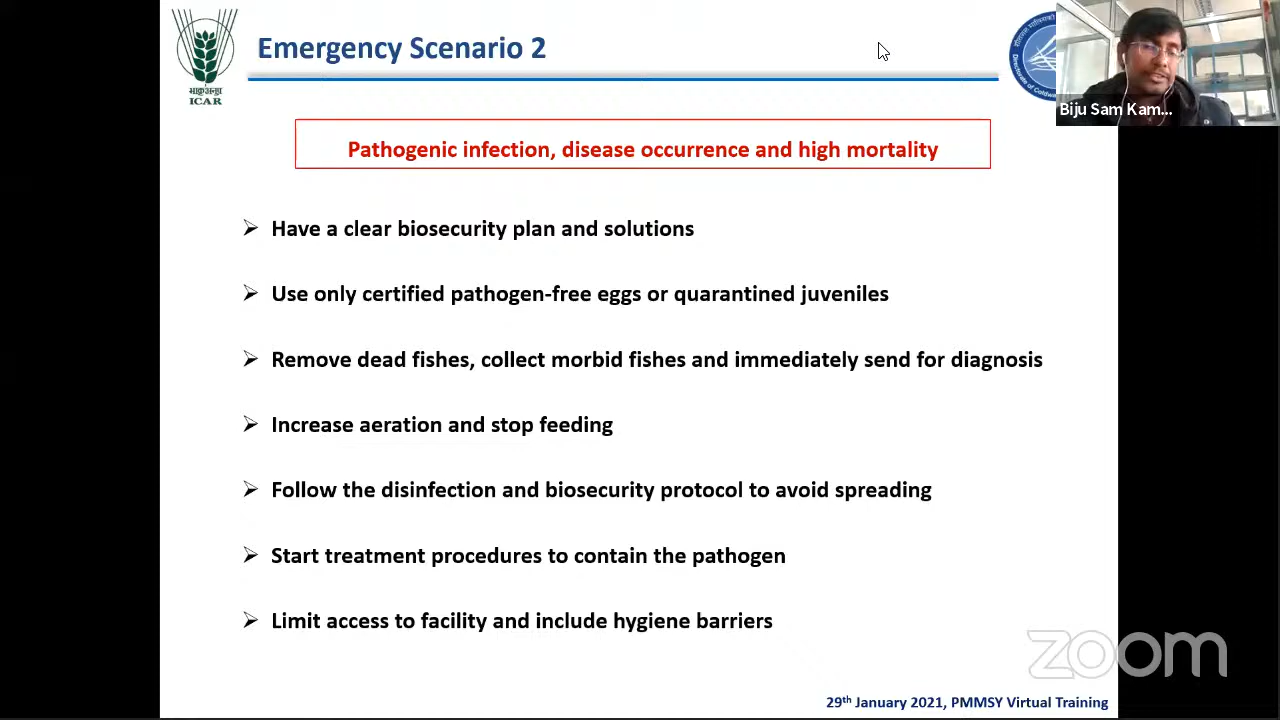 Emergency Scenario 2
भाकृअनुप
ICAR
Directorate of Coldwa
Biju Sam Kam...
Pathogenic infection, disease occurrence and high mortality
➢ Have a clear biosecurity plan and solutions
➢ Use only certified pathogen-free eggs or quarantined juveniles
➢ Remove dead fishes, collect morbid fishes and immediately send for diagnosis
➢ Increase aeration and stop feeding
➢ Follow the disinfection and biosecurity protocol to avoid spreading
➢ Start treatment procedures to contain the pathogen
➢ Limit access to facility and include hygiene barriers
zoom
29th January 2021, PMMSY Virtual Training